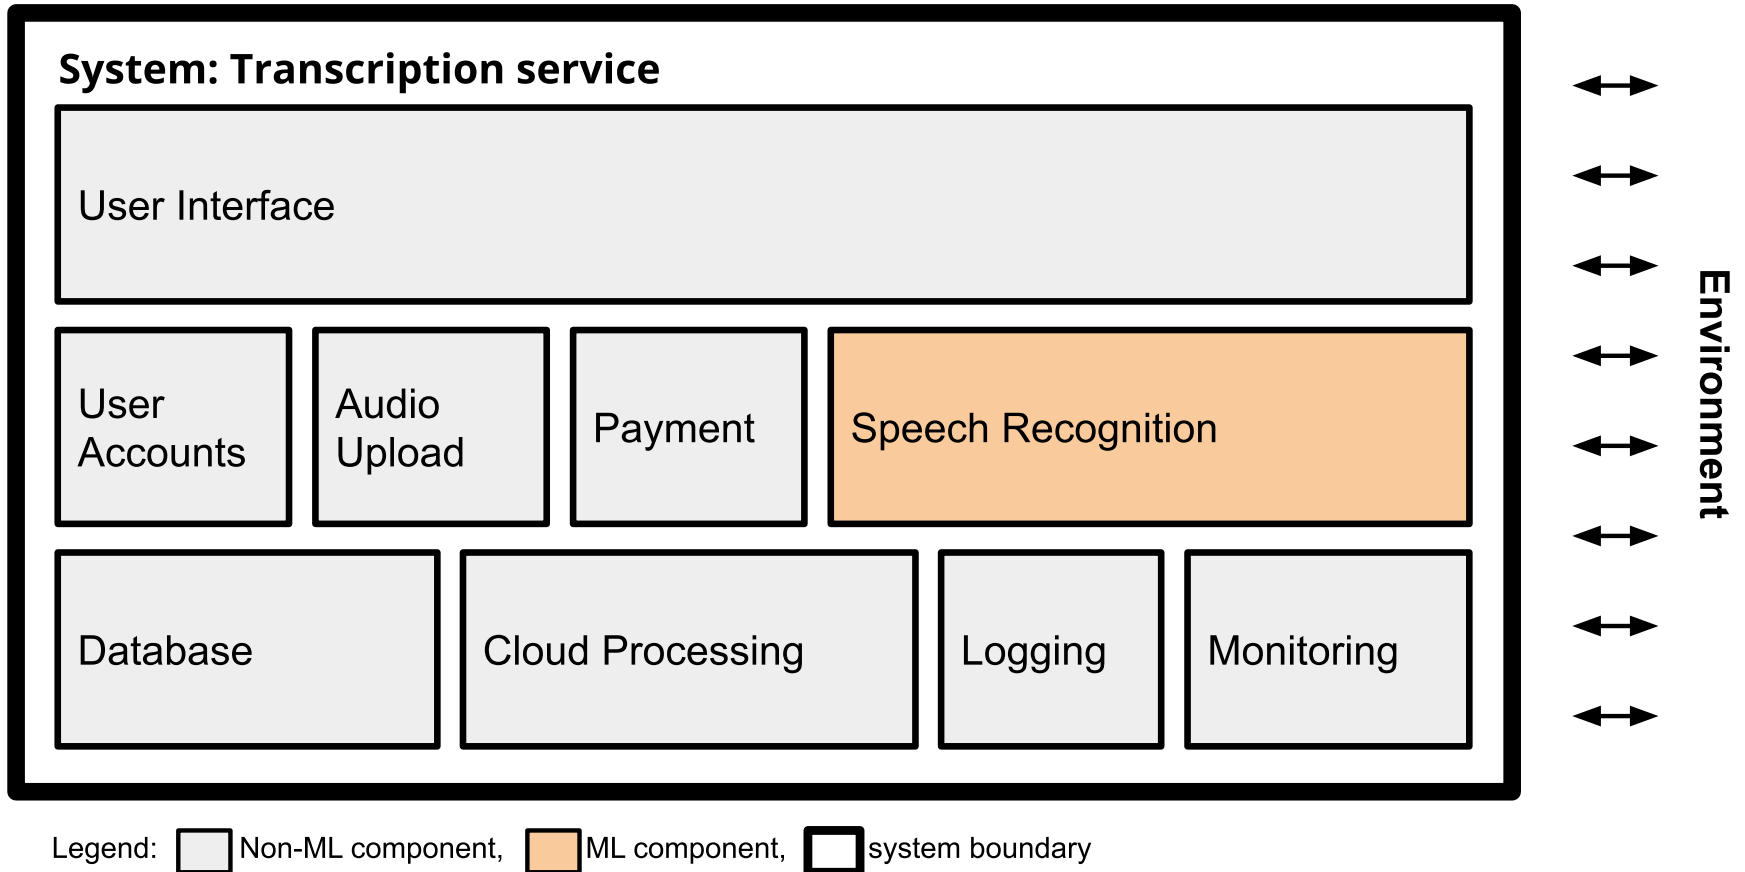 System: Transcription service
User Interface
User
Accounts
Audio
Upload
Payment
Speech Recognition
Database
Cloud Processing
Logging
Monitoring
Environment
Legend: Non-ML component, ML component, system boundary